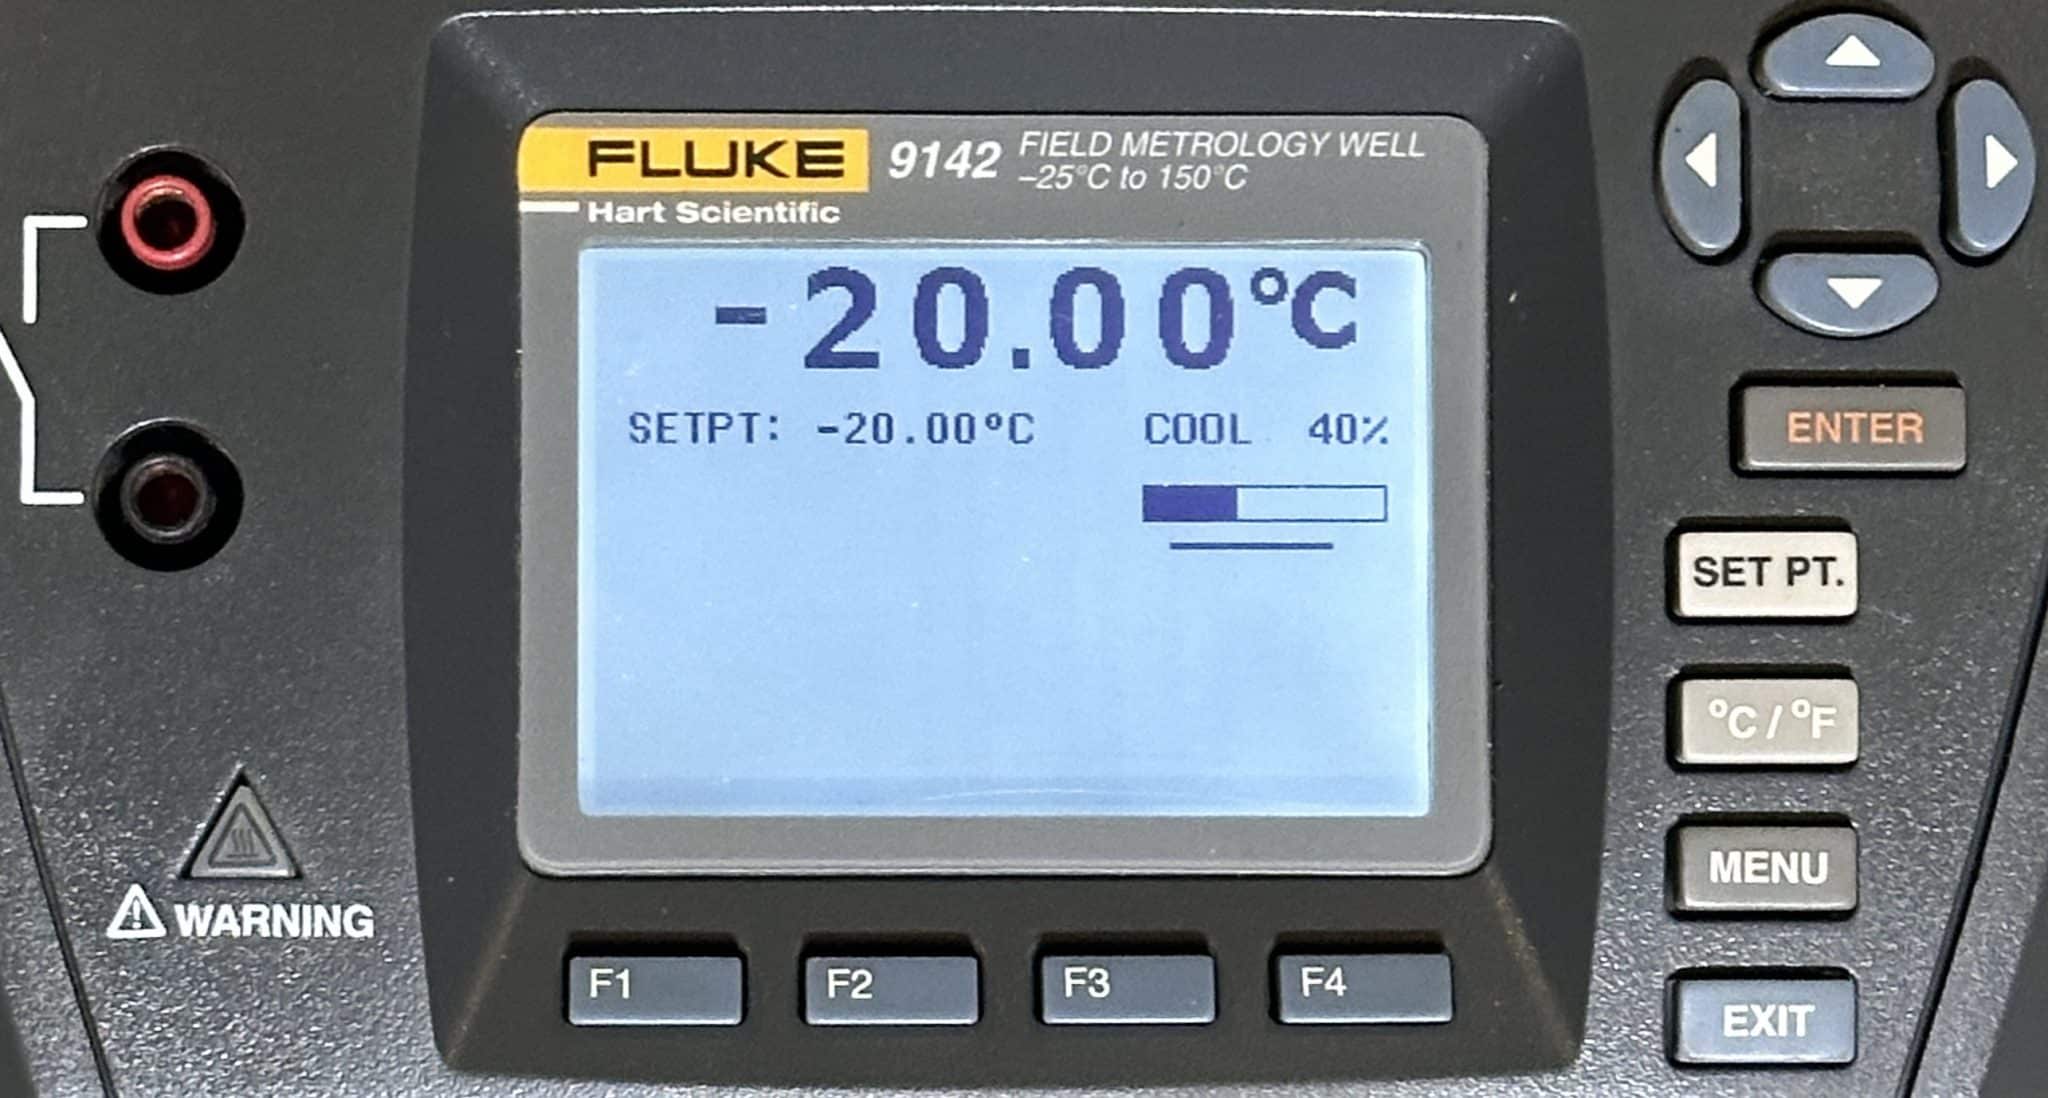 FLUKE 9142 FIELD METROLOGY WELL
–25°C to 150°C
Hart Scientific
-20.00°C
SETPT: -20.00°C COOL 40%
ENTER
SET PT.
°C / °F
MENU
EXIT
WARNING
F1 F2 F3 F4